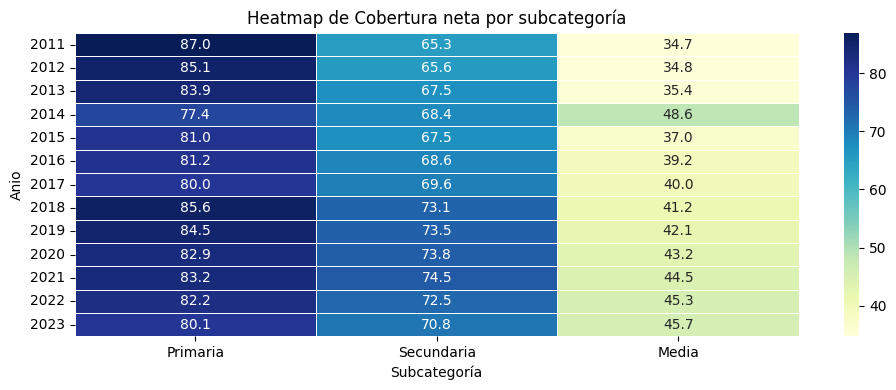 Heatmap de Cobertura neta por subcategoría
Anio
2011 87.0 65.3 34.7
2012 85.1 65.6 34.8
2013 83.9 67.5 35.4
2014 77.4 68.4 48.6
2015 81.0 67.5 37.0
2016 81.2 68.6 39.2
2017 80.0 69.6 40.0
2018 85.6 73.1 41.2
2019 84.5 73.5 42.1
2020 82.9 73.8 43.2
2021 83.2 74.5 44.5
2022 82.2 72.5 45.3
2023 80.1 70.8 45.7
Primaria Secundaria Media
Subcategoría
80
70
60
50
40